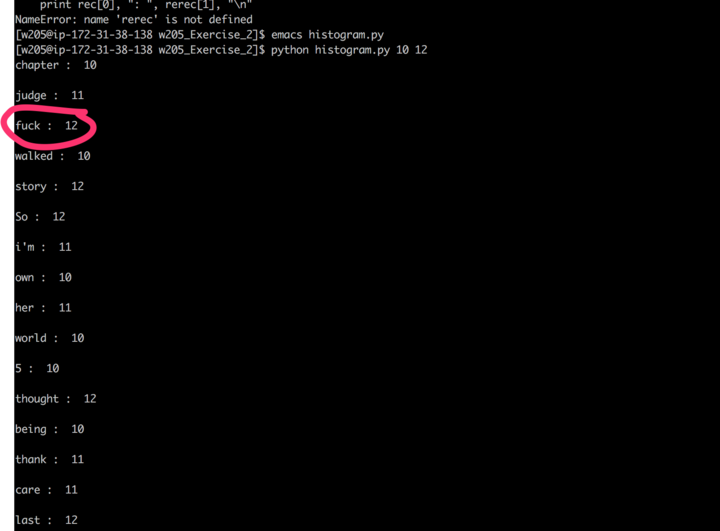 print rec[0], ": ", rerec[1], "\n"
NameError: name 'rerec' is not defined
[w205@ip-172-31-38-138 w205_Exercise_2]$ emacs histogram.py
[w205@ip-172-31-38-138 w205_Exercise_2]$ python histogram.py 10 12
chapter :  10
judge :  11
fuck :  12
walked :  10
story :  12
So :  12
i'm :  11
own :  10
her :  11
world :  10
5 :  10
thought :  12
being :  10
thank :  11
care :  11
last :  12